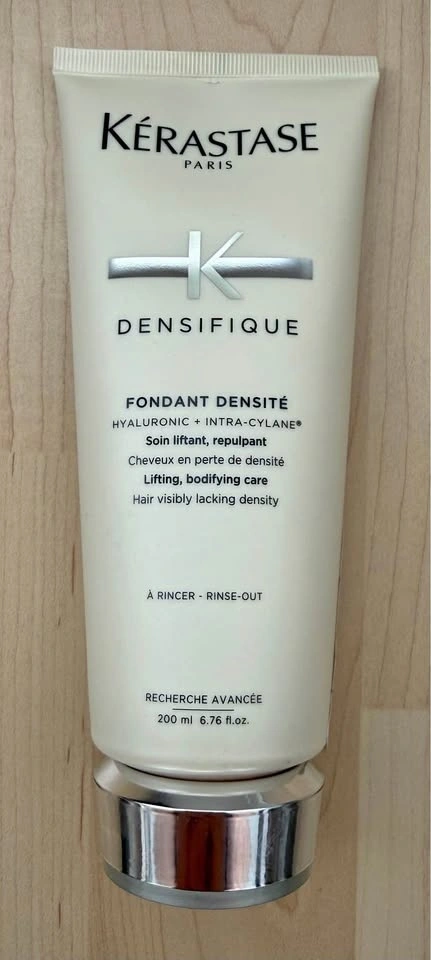 KÉRASTASE
PARIS
K
DENSIFIQUE
FONDANT DENSITÉ
HYALURONIC + INTRA-CYLANE®
Soin liftant, repulpant
Cheveux en perte de densité
Lifting, bodifying care
Hair visibly lacking density
À RINCER - RINSE-OUT
RECHERCHE AVANCÉE
200 ml 6.76 fl.oz.